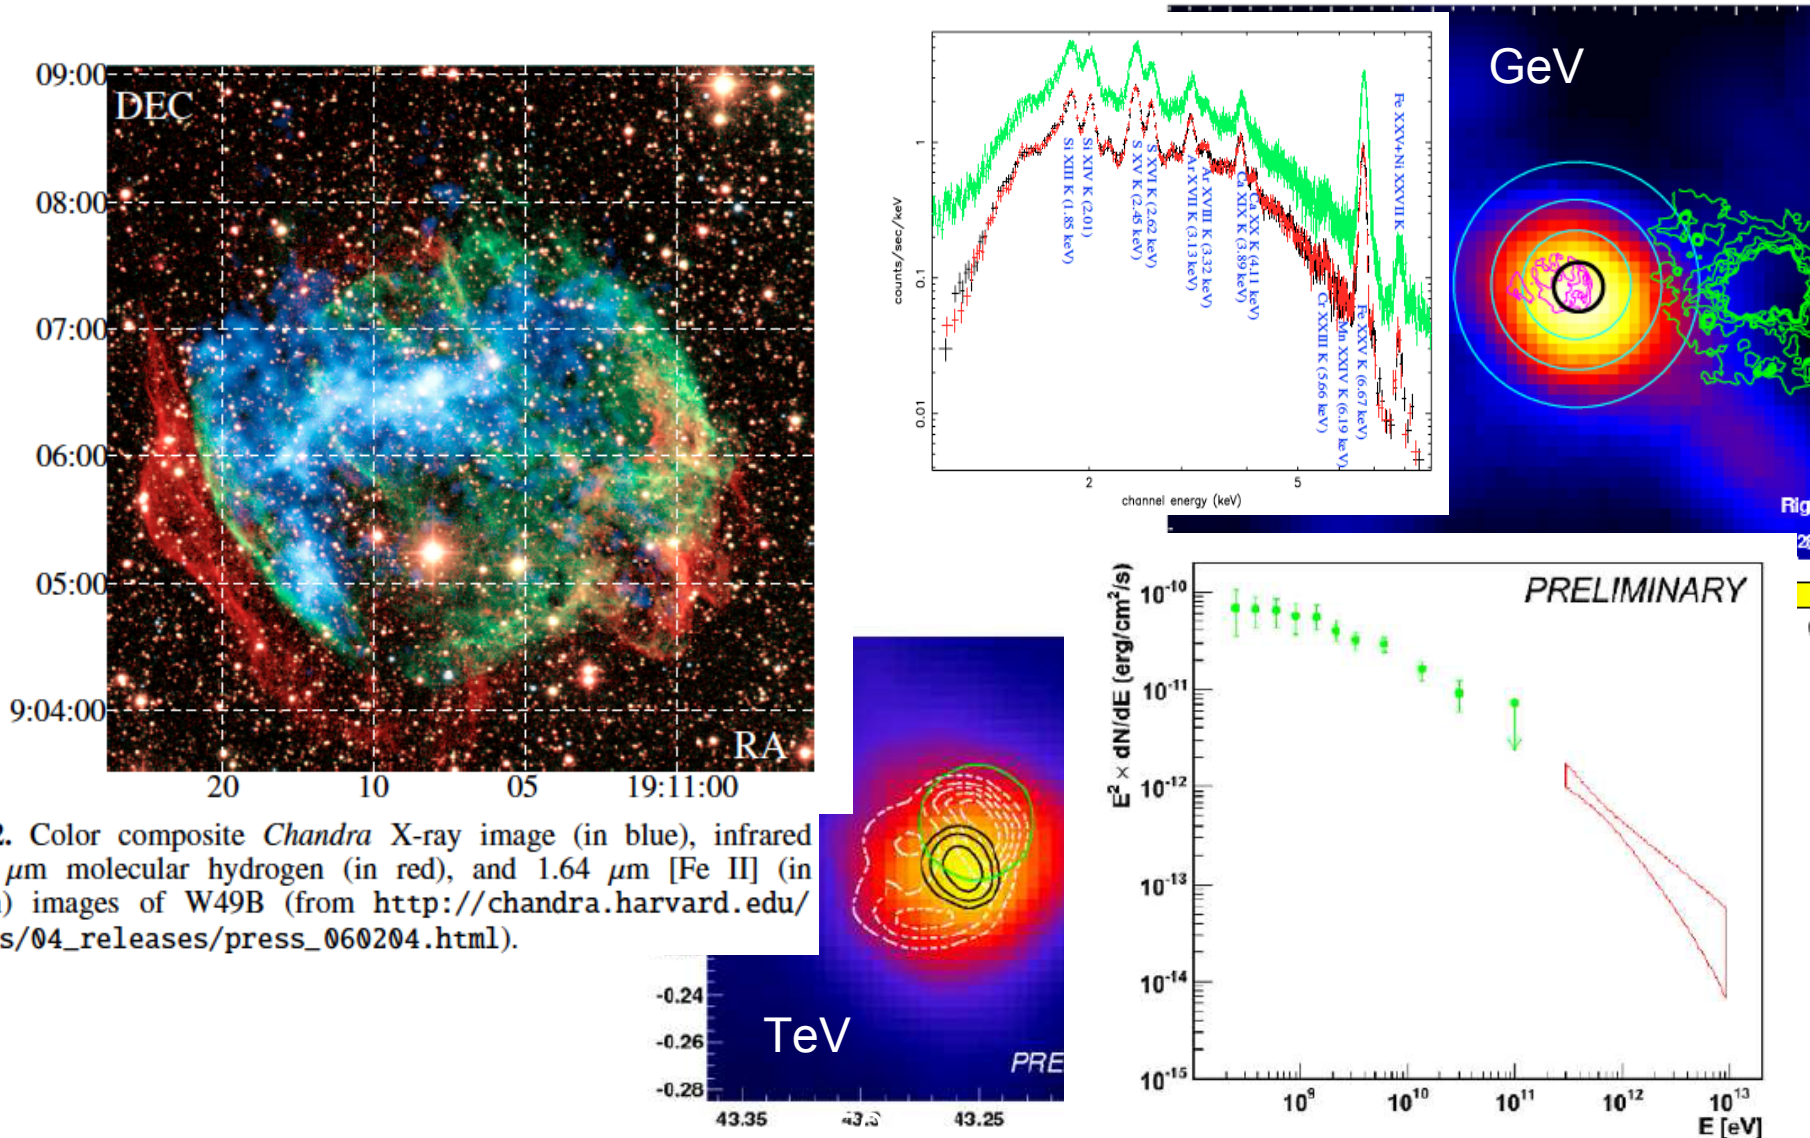 09:00
DEC
08:00
07:00
06:00
05:00
9:04:00
RA
20
10
05
19:11:00
2. Color composite Chandra X-ray image (in blue), infrared
μm molecular hydrogen (in red), and 1.64 μm [Fe II] (in
) images of W49B (from http://chandra.harvard.edu/
s/04_releases/press_060204.html).
counts/sec/keV
1
0.1
0.01
2
5
channel energy (keV)
Si XIII K (1.85 keV)
Si XIV K (2.01)
S XV K (2.45 keV)
S XVI K (2.62 keV)
Ar XVII K (3.13 keV)
Ar XVIII K (3.32 keV)
Ca XIX K (3.89 keV)
Ca XX K (4.11 keV)
Cr XXIII K (5.66 keV)
Mn XXIV K (6.19 keV)
Fe XXV K (6.67 keV)
Fe XXV+Ni XXVII K
GeV
Rig
TeV
PRE
-0.24
-0.26
-0.28
43.35
43.25
PRELIMINARY
E² × dN/dE (erg/cm²/s)
10⁻¹⁰
10⁻¹¹
10⁻¹²
10⁻¹³
10⁻¹⁴
10⁻¹⁵
10⁹
10¹⁰
10¹¹
10¹²
10¹³
E [eV]